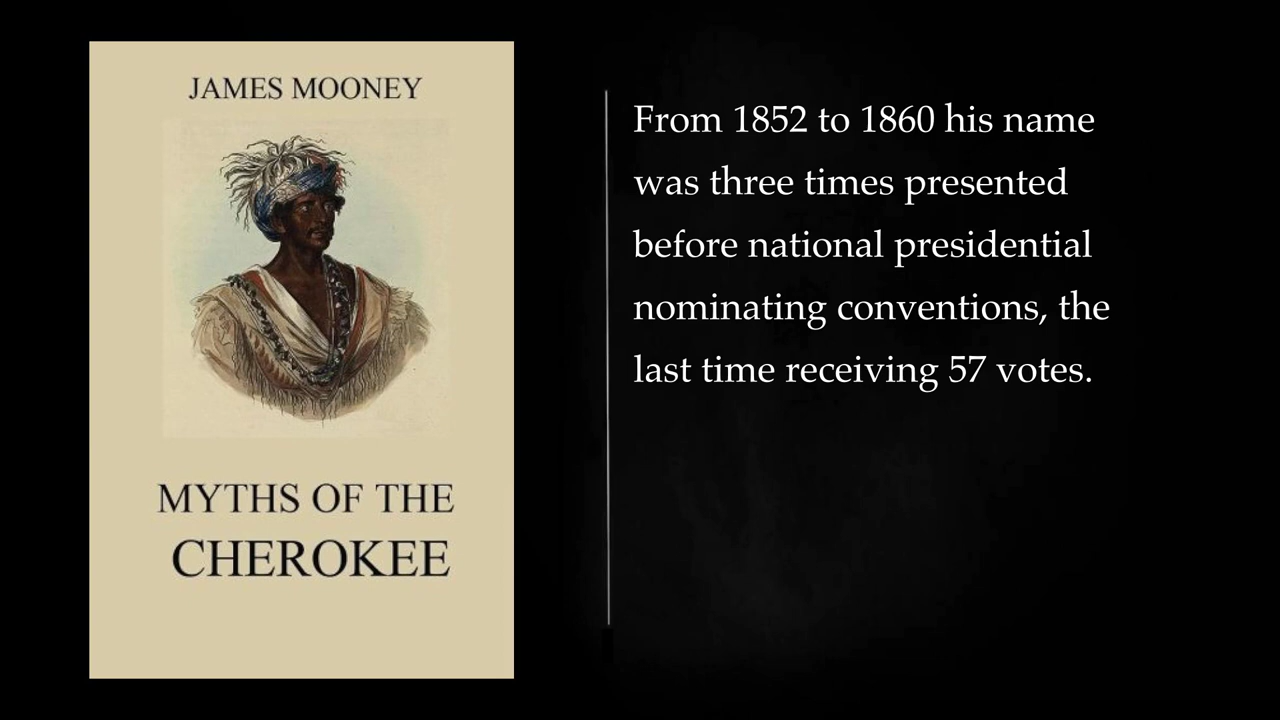 JAMES MOONEY
MYTHS OF THE
CHEROKEE
From 1852 to 1860 his name
was three times presented
before national presidential
nominating conventions, the
last time receiving 57 votes.